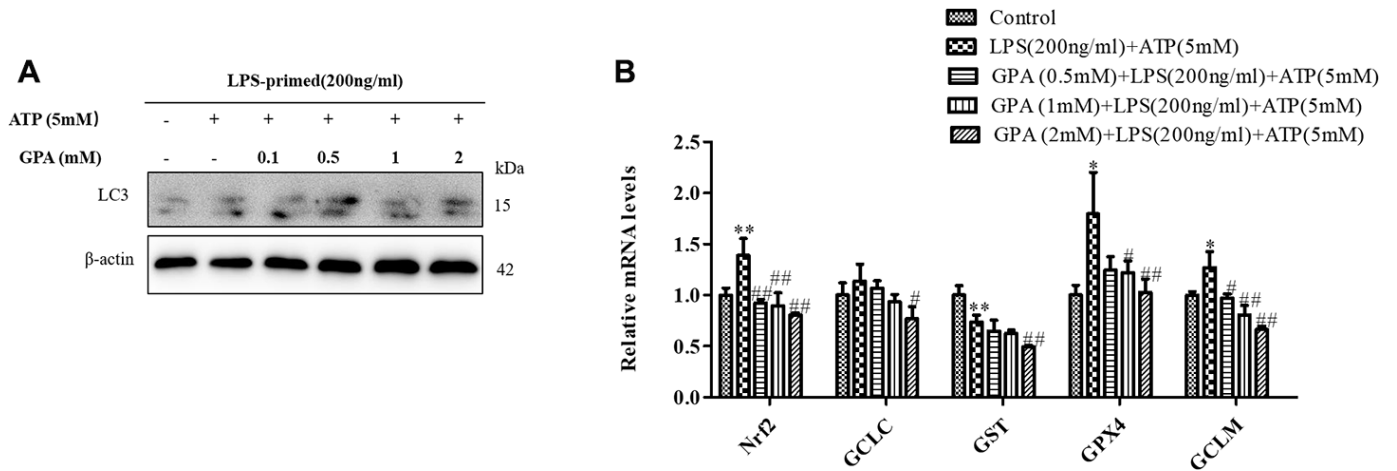 A
LPS-primed(200ng/ml)
ATP (5mM) - + + + + +
GPA (mM) - - 0.1 0.5 1 2
kDa
LC3 15
β-actin 42
B
Control
LPS(200ng/ml)+ATP(5mM)
GPA (0.5mM)+LPS(200ng/ml)+ATP(5mM)
GPA (1mM)+LPS(200ng/ml)+ATP(5mM)
GPA (2mM)+LPS(200ng/ml)+ATP(5mM)
Relative mRNA levels
2.5
2.0
1.5
1.0
0.5
0.0
** ## ## ##
#
** ##
* # ##
* # ## ##
Nrf2 GCLC GST GPX4 GCLM